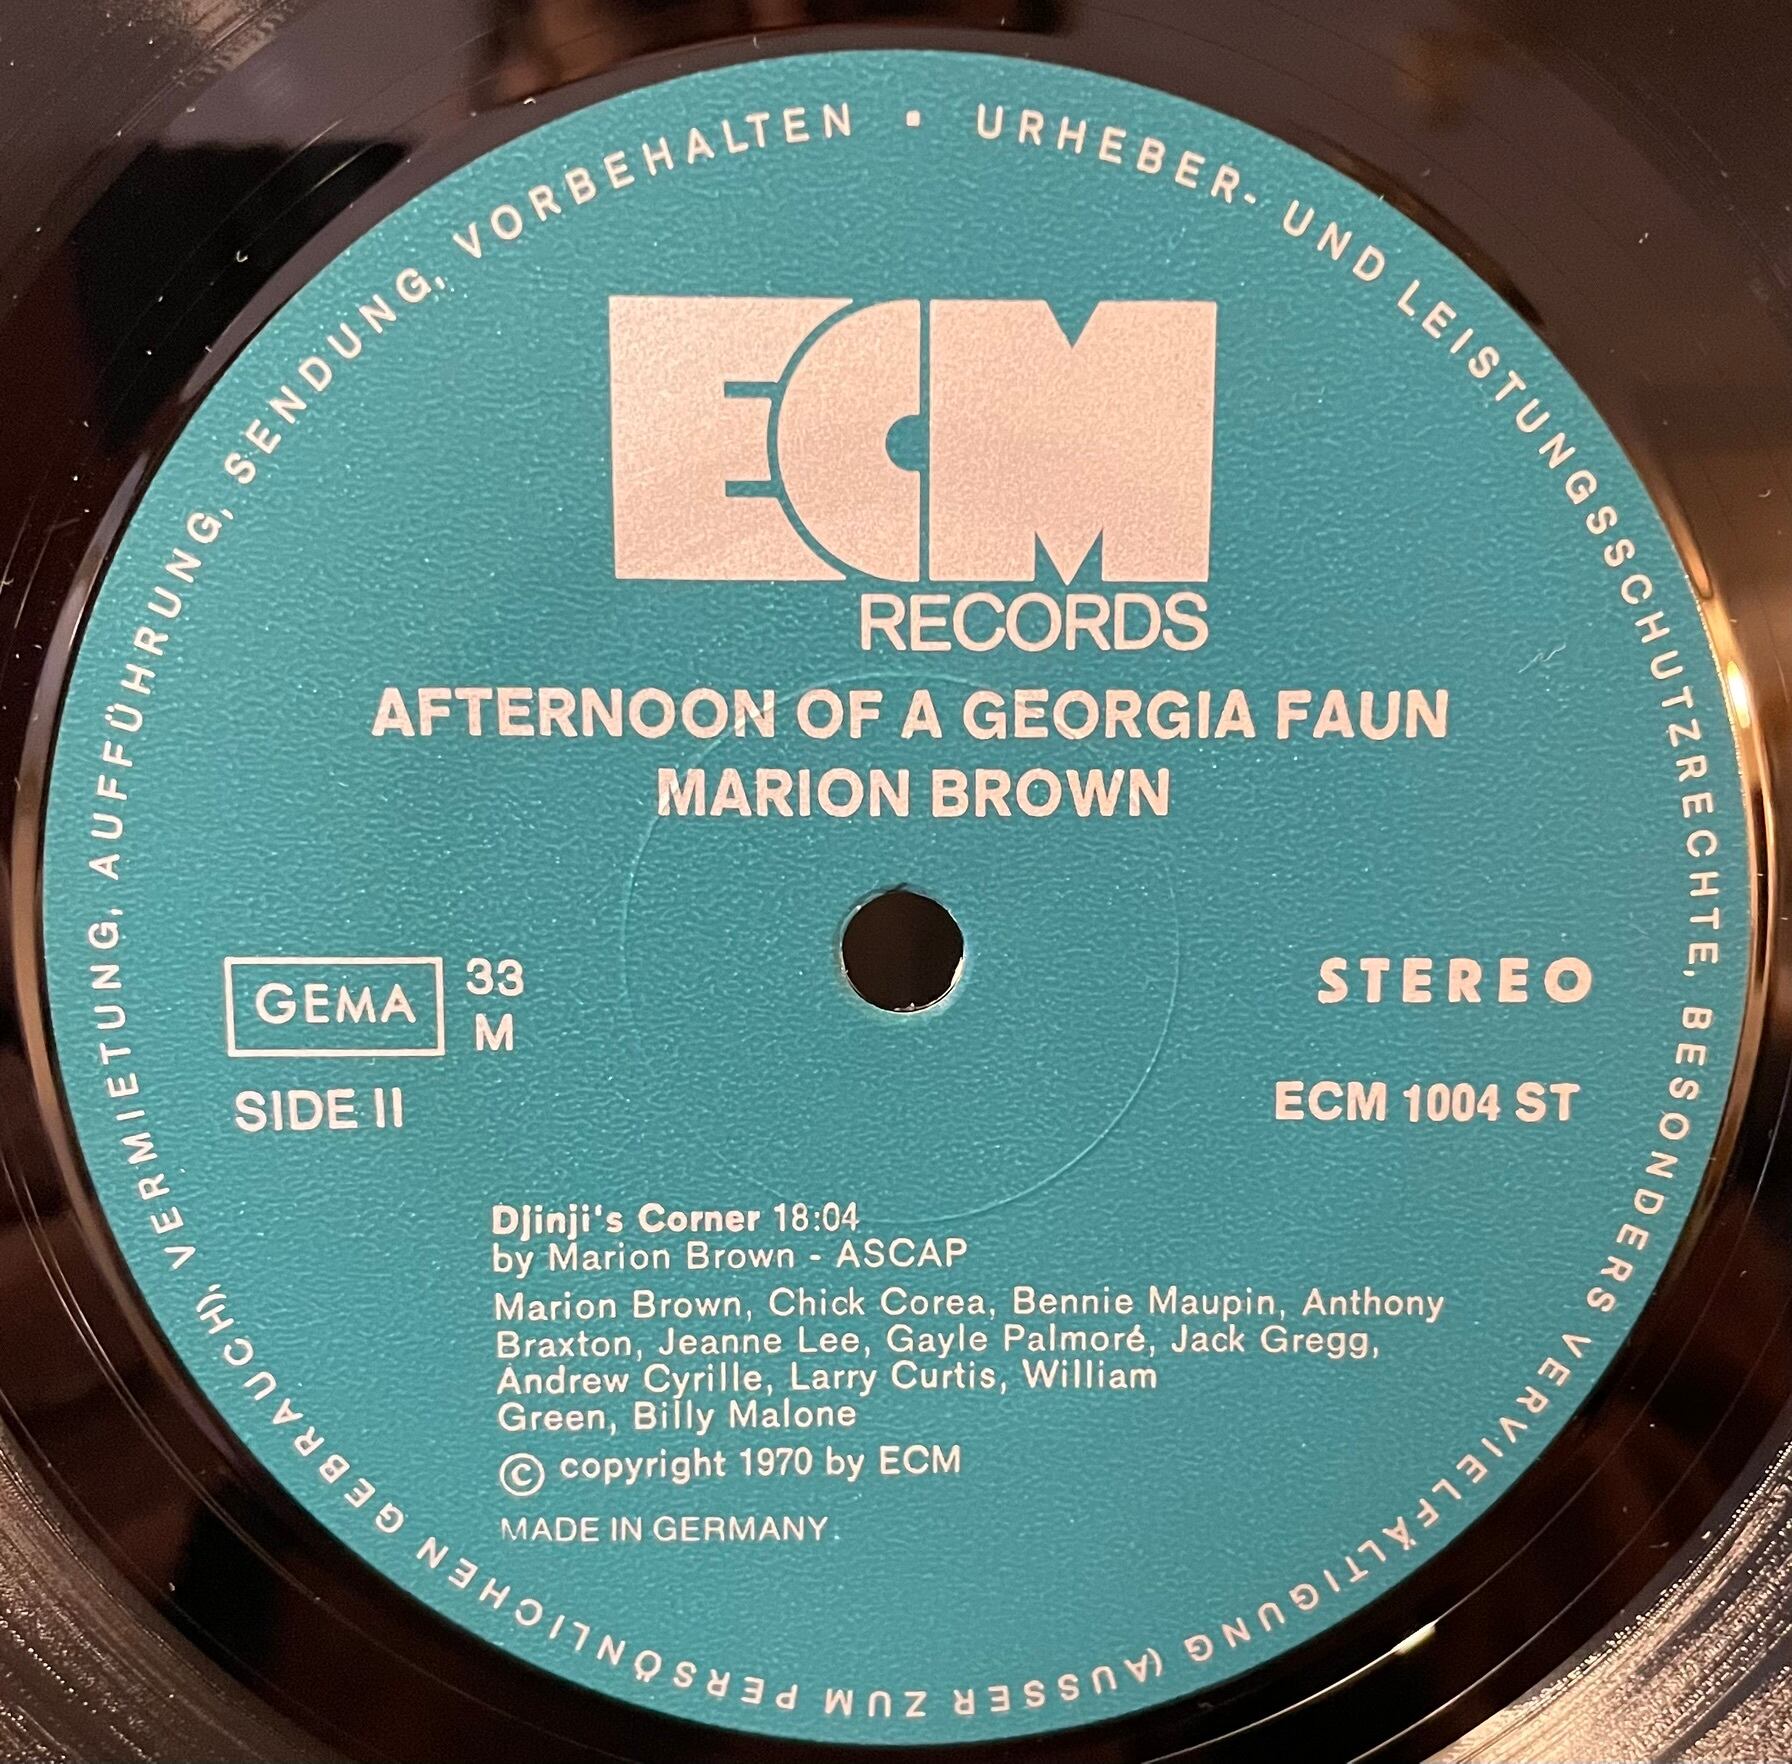 URHEBER- UND LEISTUNGSSCHUTZRECHTE, BESONDERS VERVIELFÄLTIGUNG (AUSSER ZUM PERSÖNLICHEN GEBRAUCH), VERMIETUNG, AUFFÜHRUNG, SENDUNG, VORBEHALTEN ▪
ECM
RECORDS
AFTERNOON OF A GEORGIA FAUN
MARION BROWN
GEMA
33
M
STEREO
SIDE II
ECM 1004 ST
Djinji's Corner 18:04
by Marion Brown - ASCAP
Marion Brown, Chick Corea, Bennie Maupin, Anthony
Braxton, Jeanne Lee, Gayle Palmoré, Jack Gregg,
Andrew Cyrille, Larry Curtis, William
Green, Billy Malone
© copyright 1970 by ECM
MADE IN GERMANY.